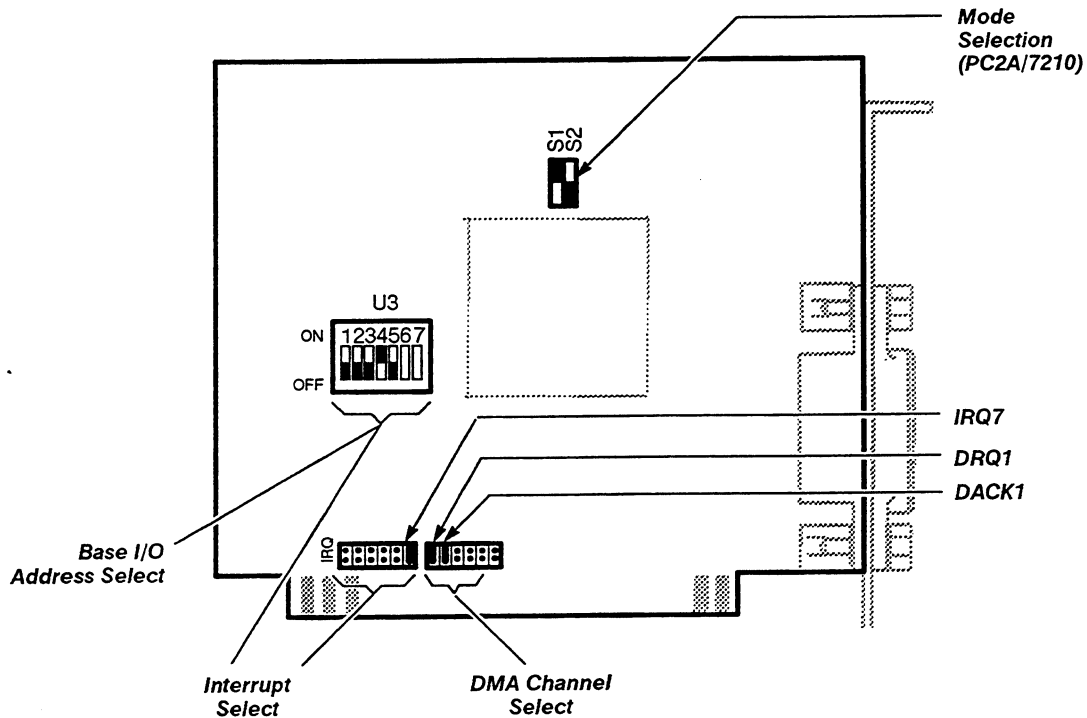 Mode
Selection
(PC2A/7210)
S1
S2
U3
ON
1234567
OFF
IRQ7
DRQ1
DACK1
IRQ
Base I/O
Address Select
Interrupt
Select
DMA Channel
Select